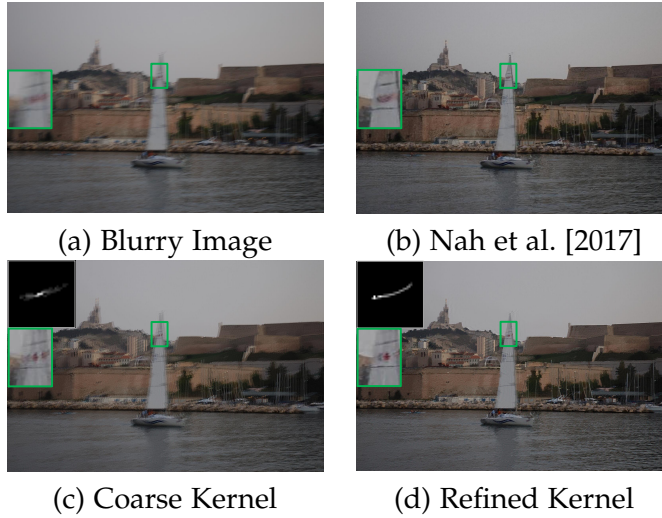 (a) Blurry Image
(b) Nah et al. [2017]
(c) Coarse Kernel
(d) Refined Kernel